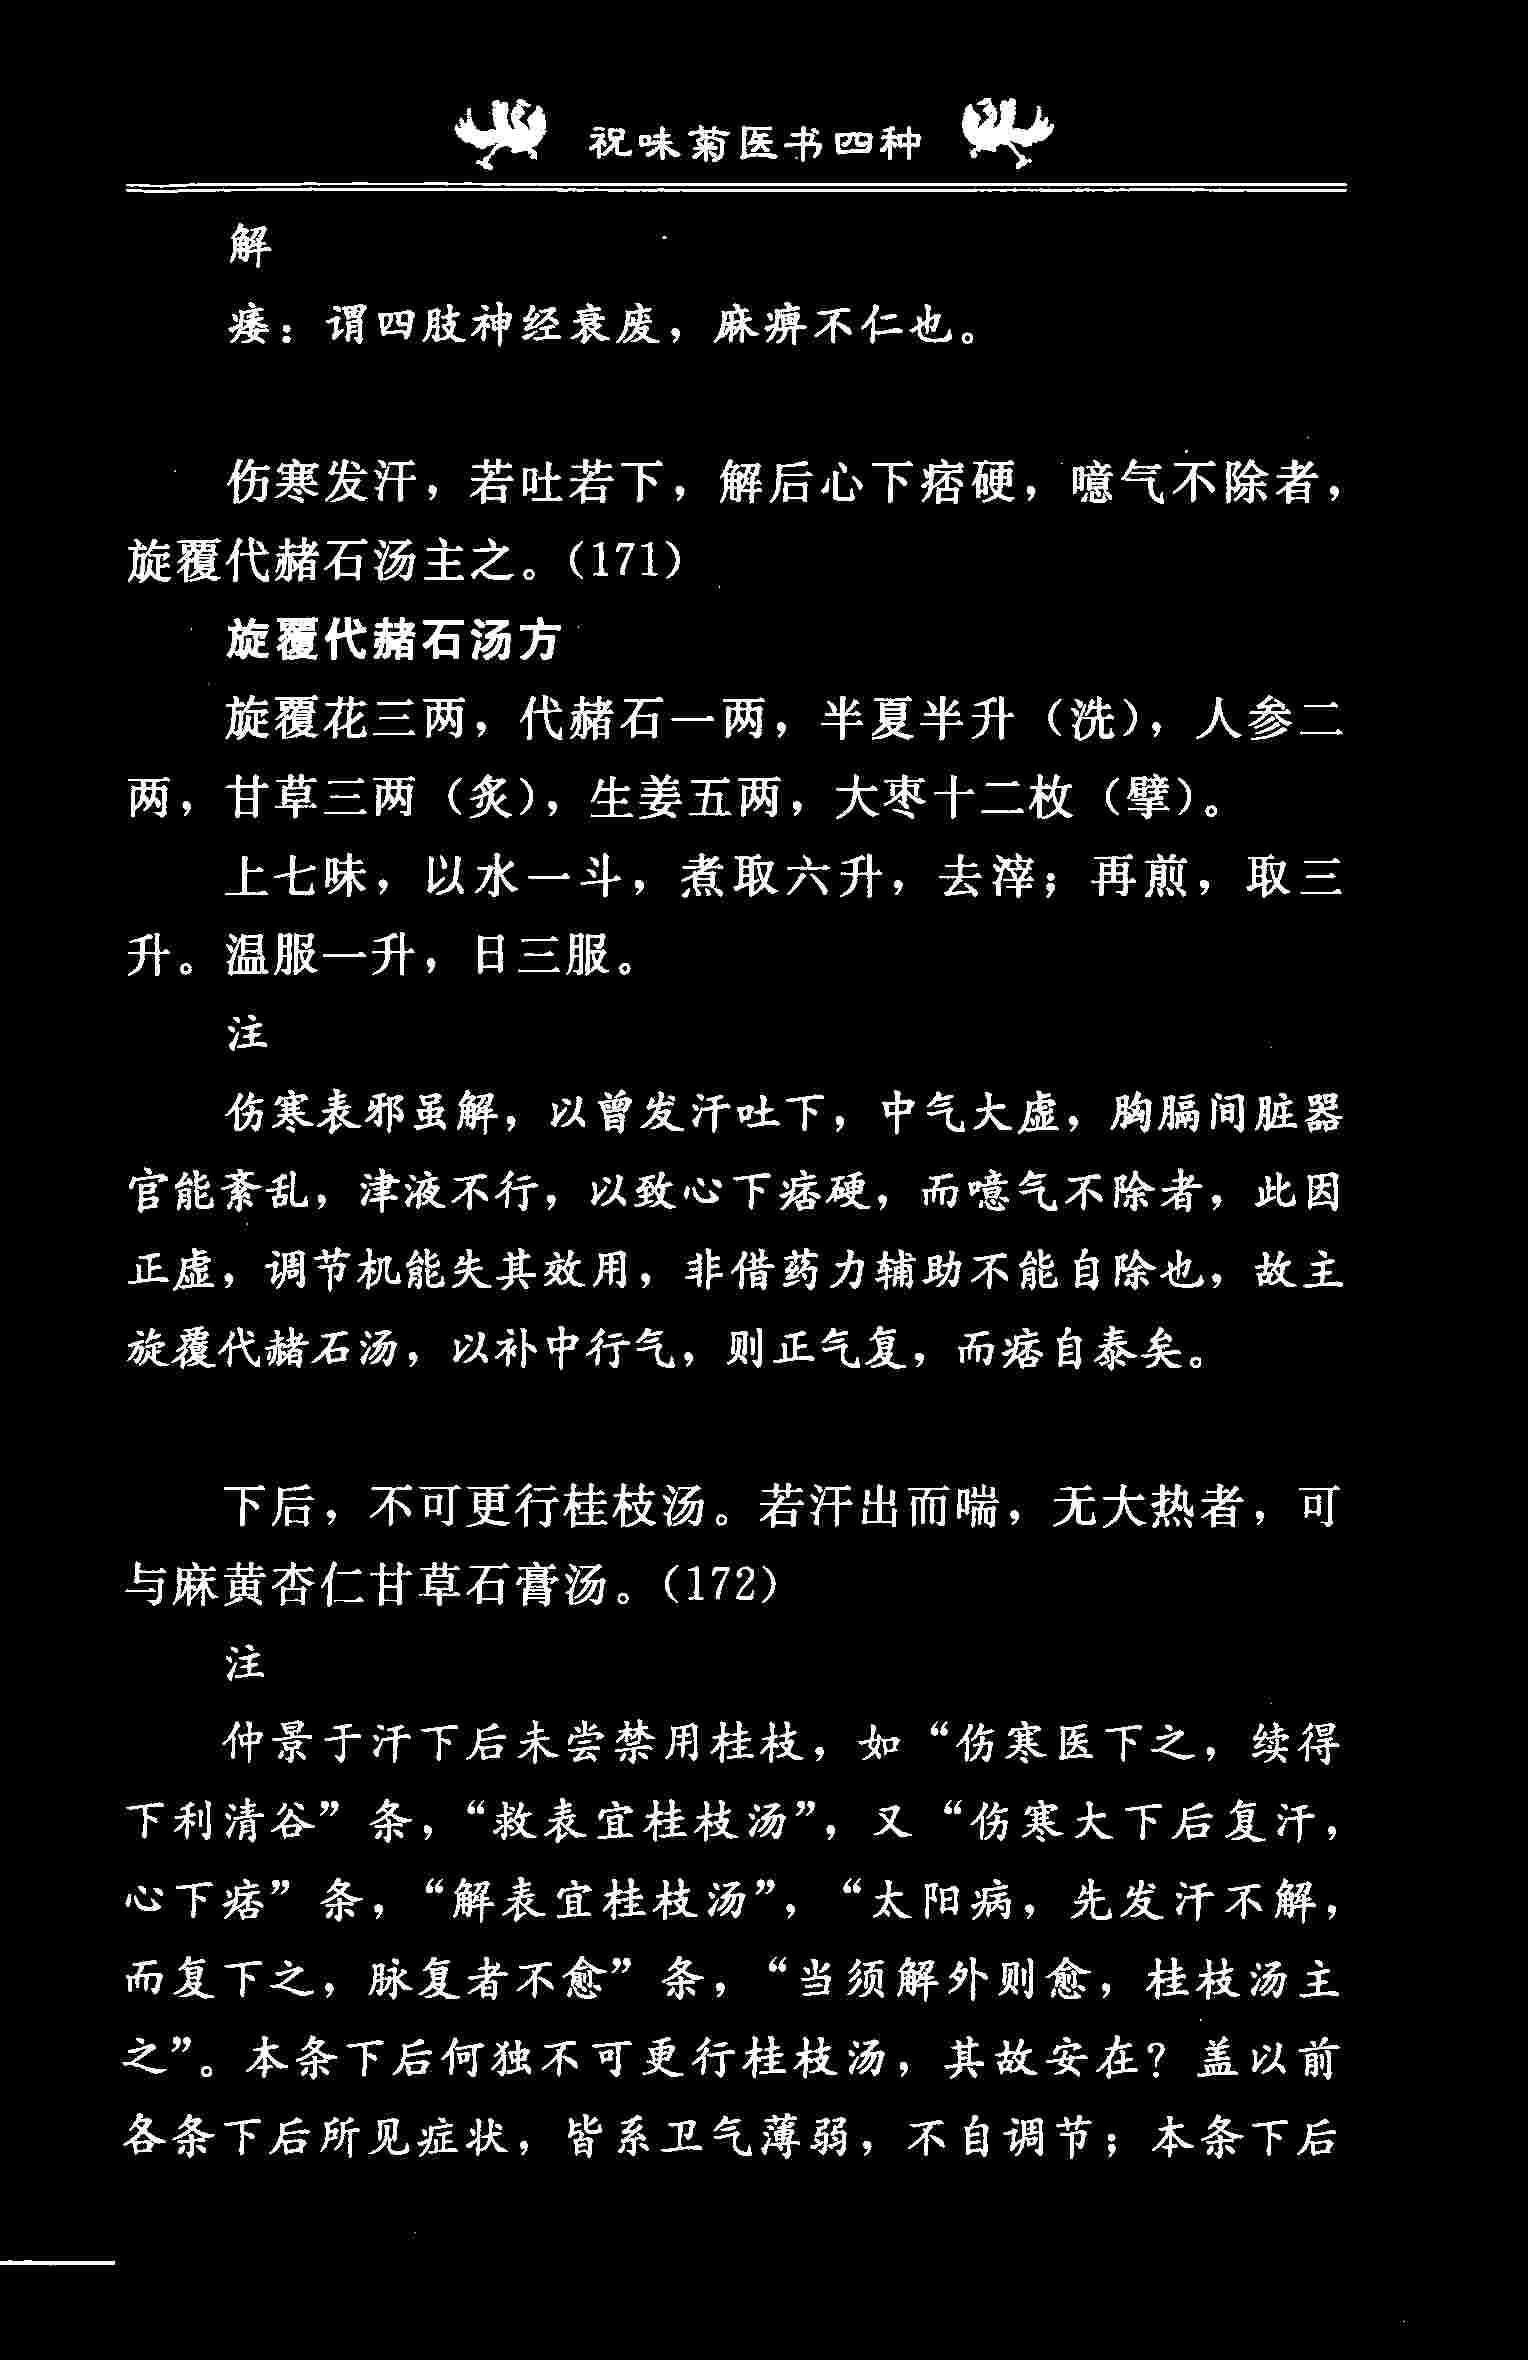 祝味菊医书四种
解
痿：谓四肢神经衰废，麻痹不仁也。
伤寒发汗，若吐若下，解后心下痞硬，噫气不除者，
旋覆代赭石汤主之。（171）
旋覆代赭石汤方
旋覆花三两，代赭石一两，半夏半升（洗），人参二
两，甘草三两（炙），生姜五两，大枣十二枚（擘）。
上七味，以水一斗，煮取六升，去滓；再煎，取三
升。温服一升，日三服。
注
伤寒表邪虽解，以曾发汗吐下，中气大虚，胸膈间脏器
官能紊乱，津液不行，以致心下痞硬，而噫气不除者，此因
正虚，调节机能失其效用，非借药力辅助不能自除也，故主
旋覆代赭石汤，以补中行气，则正气复，而痞自泰矣。
下后，不可更行桂枝汤。若汗出而喘，无大热者，可
与麻黄杏仁甘草石膏汤。（172）
注
仲景于汗下后未尝禁用桂枝，如“伤寒医下之，续得
下利清谷”条，“救表宜桂枝汤”，又“伤寒大下后复汗，
心下痞”条，“解表宜桂枝汤”，“太阳病，先发汗不解，
而复下之，脉复者不愈”条，“当须解外则愈，桂枝汤主
之”。本条下后何独不可更行桂枝汤，其故安在？盖以前
各条下后所见症状，皆系卫气薄弱，不自调节；本条下后